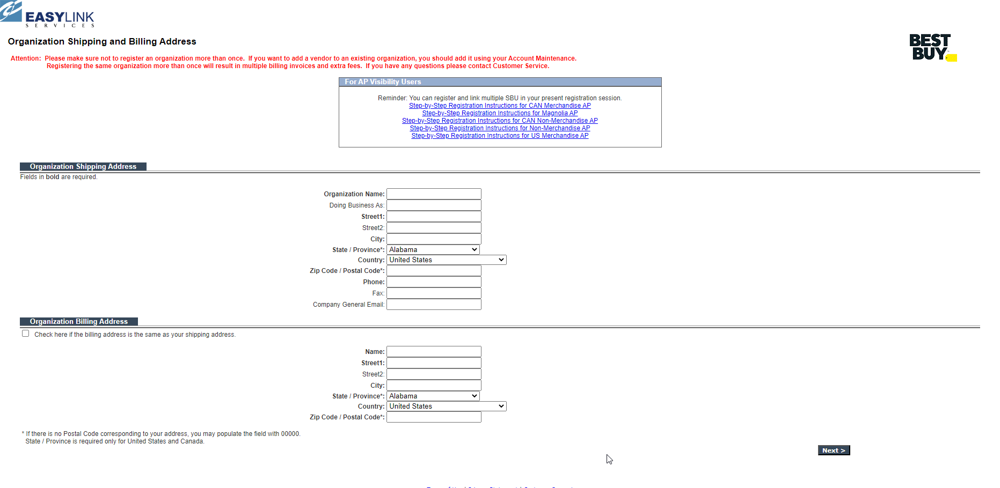 EASYLINK
SERVICES
Organization Shipping and Billing Address
BEST
BUY
Attention: Please make sure not to register an organization more than once. If you want to add a vendor to an existing organization, you should add it using your Account Maintenance.
Registering the same organization more than once will result in multiple billing invoices and extra fees. If you have any questions please contact Customer Service.
For AP Visibility Users
Reminder: You can register and link multiple SBU in your present registration session.
Step-by-Step Registration Instructions for CAN Merchandise AP
Step-by-Step Registration Instructions for Magnolia AP
Step-by-Step Registration Instructions for CAN Non-Merchandise AP
Step-by-Step Registration Instructions for Non-Merchandise AP
Step-by-Step Registration Instructions for US Merchandise AP
Organization Shipping Address
Fields in bold are required.
Organization Name:
Doing Business As:
Street1:
Street2:
City:
State / Province*: Alabama
Country: United States
Zip Code / Postal Code*:
Phone:
Fax:
Company General Email:
Organization Billing Address
Check here if the billing address is the same as your shipping address.
Name:
Street1:
Street2:
City:
State / Province*: Alabama
Country: United States
Zip Code / Postal Code*:
* If there is no Postal Code corresponding to your address, you may populate the field with 00000.
State / Province is required only for United States and Canada.
Next >